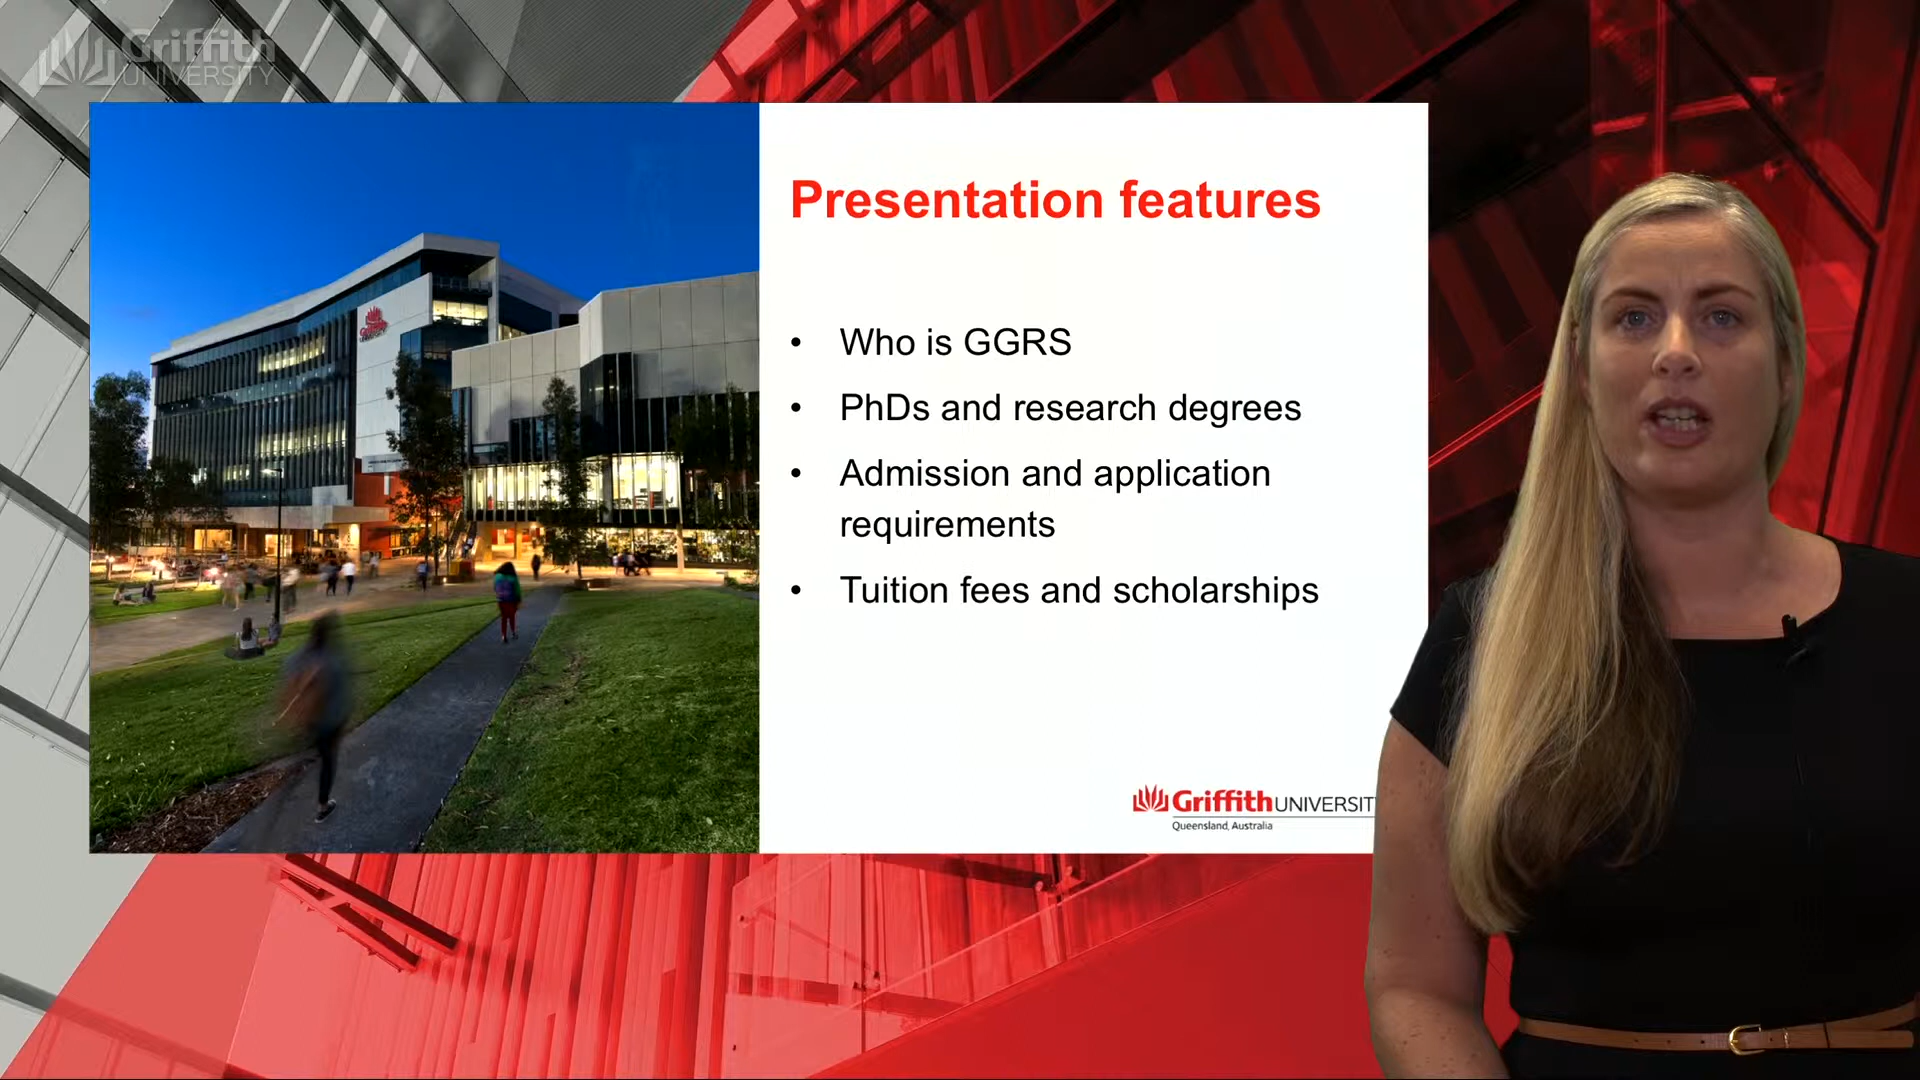 Griffith
UNIVERSITY
Presentation features
• Who is GGRS
• PhDs and research degrees
• Admission and application
requirements
• Tuition fees and scholarships
Griffith UNIVERSITY
Queensland, Australia